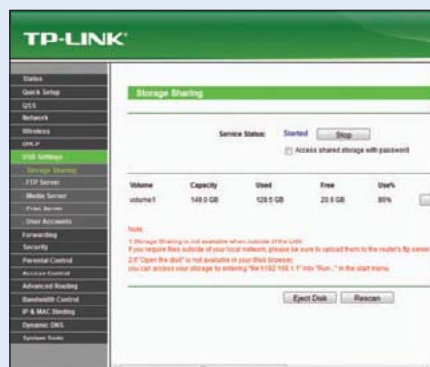 TP-LINK
Status
Quick Setup
QSS
Network
Wireless
DHCP
USB Settings
- Storage Sharing
- FTP Server
- Media Server
- Print Server
- User Accounts
Forwarding
Security
Parental Control
Access Control
Advanced Routing
Bandwidth Control
IP & MAC Binding
Dynamic DNS
System Tools
Storage Sharing
Service Status: Started Stop
Access shared storage with password
Volume Capacity Used Free Use%
volume1 149.0 GB GB 20.6 GB
Note:
1.Storage Sharing is not available when outside of the LAN.
If you require files outside of your local network, please be sure to upload them to the router's ftp server
2.If "Open the disk" is not available in your Web browser,
you can access your storage by entering "file:\\192.168.1.1" into "Run..." in the start menu.
Eject Disk Rescan